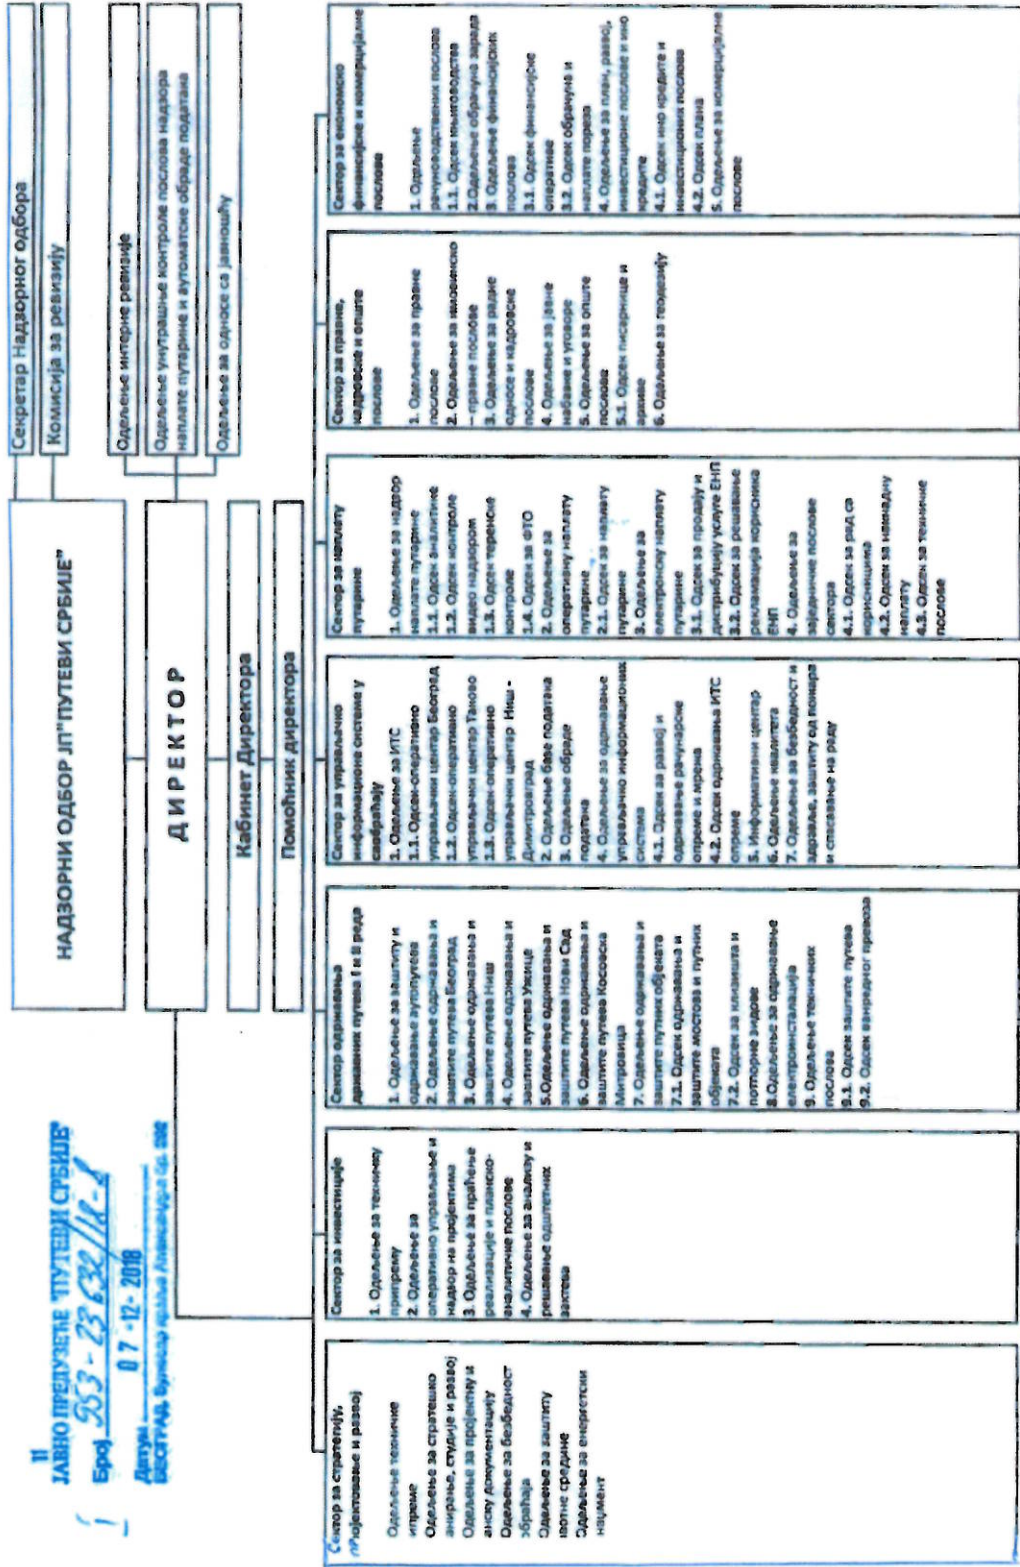 11
ЈАВНО ПРЕДУЗЕЋЕ "ПУТЕВИ СРБИЈЕ"
Број 953-23632/18-1
Датум 07-12-2018
БЕОГРАД, Булевар краља Александра бр. 282
НАДЗОРНИ ОДБОР ЈП"ПУТЕВИ СРБИЈЕ"
Секретар Надзорног одбора
Комисија за ревизију
ДИРЕКТОР
Одељење интерне ревизије
Одељење унутрашње контроле послова надзора
наплате путарине и аутоматске обраде података
Одељење за односе са јавношћу
Кабинет Директора
Помоћник директора
Сектор за стратегију,
пројектовање и развој
Одељење техничке
ипреме
Одељење за стратешко
анирање, студије и развој
Одељење за пројектну и
анску документацију
Одељење за безбедност
обраћаја
Одељење за заштиту
вотне средине
Одељење за енергетски
наџмент
Сектор за инвестиције
1. Одељење за техничку
припрему
2. Одељење за
оперативно управљање и
надзор на пројектима
3. Одељење за праћење
реализације и планско-
аналитичке послове
4. Одељење за анализу и
решавање одштетних
захтева
Сектор одржавања
државних путева I и II реда
1. Одељење за заштиту и
одржавање аутопутева
2. Одељење одржавања и
заштите путева Београд
3. Одељење одржавања и
заштите путева Ниш
4. Одељење одржавања и
заштите путева Ужице
5.Одељење одржавања и
заштите путева Нови Сад
6. Одељење одржавања и
заштите путева Косовска
Митровица
7. Одељење одржавања и
заштите путних објеката
7.1. Одсек одржавања и
заштите мостова и путних
објеката
7.2. Одсек за клизишта и
потпорне зидове
8.Одељење за одржавање
електроинсталација
9. Одељење техничких
послова
9.1. Одсек заштите путева
9.2. Одсек ванредног превоза
Сектор за управљачко
информационе системе у
саобраћају
1. Одељење за ИТС
1.1. Одсек-оперативно
управљачки центар Београд
1.2. Одсек-оперативно
управљачки центар Таково
1.3. Одсек-оперативно
управљачки центар Ниш -
Димитровград
2. Одељење базе података
3. Одељење обраде
података
4. Одељење за одржавање
управљачко информационих
система
4.1. Одсек за развој и
одржавање рачунарске
опреме и мрежа
4.2. Одсек одржавања ИТС
опреме
5. Информативни центар
6. Одељење квалитета
7. Одељење за безбедност и
здравље, заштиту од пожара
и спасавање на раду
Сектор за наплату
путарине
1. Одељење за надзор
наплате путарине
1.1. Одсек аналитике
1.2. Одсек контроле
видео надзором
1.3. Одсек теренске
контроле
1.4. Одсек за ФТО
2. Одељење за
оперативну наплату
путарине
2.1. Одсек за наплату
путарине
3. Одељење за
електронску наплату
путарине
3.1. Одсек за продају и
дистрибуцију услуге ЕНП
3.2. Одсек за решавање
рекламација корисника
ЕНП
4. Одељење за
заједничке послове
сектора
4.1. Одсек за рад са
корисницима
4.2. Одсек за накнадну
наплату
4.3. Одсек за техничке
послове
Сектор за правне,
кадровске и опште
послове
1. Одељење за правне
послове
2. Одељење за имовинско
– правне послове
3. Одељење за радне
односе и кадровске
послове
4. Одељење за јавне
набавке и уговоре
5. Одељење за опште
послове
5.1. Одсек писарнице и
архиве
6. Одељење за геодезију
Сектор за економско
финансијске и комерцијалне
послове
1. Одељење
рачуноводствених послова
1.1. Одсек књиговодства
2.Одељење обрачуна зарада
3. Одељење финансијских
послова
3.1. Одсек финансијске
оперативе
3.2. Одсек обрачуна и
наплате пореза
4. Одељење за план, развој,
инвестиционе послове и ино
кредите
4.1. Одсек ино кредите и
инвестиционих послова
4.2. Одсек плана
5. Одељење за комерцијалне
послове